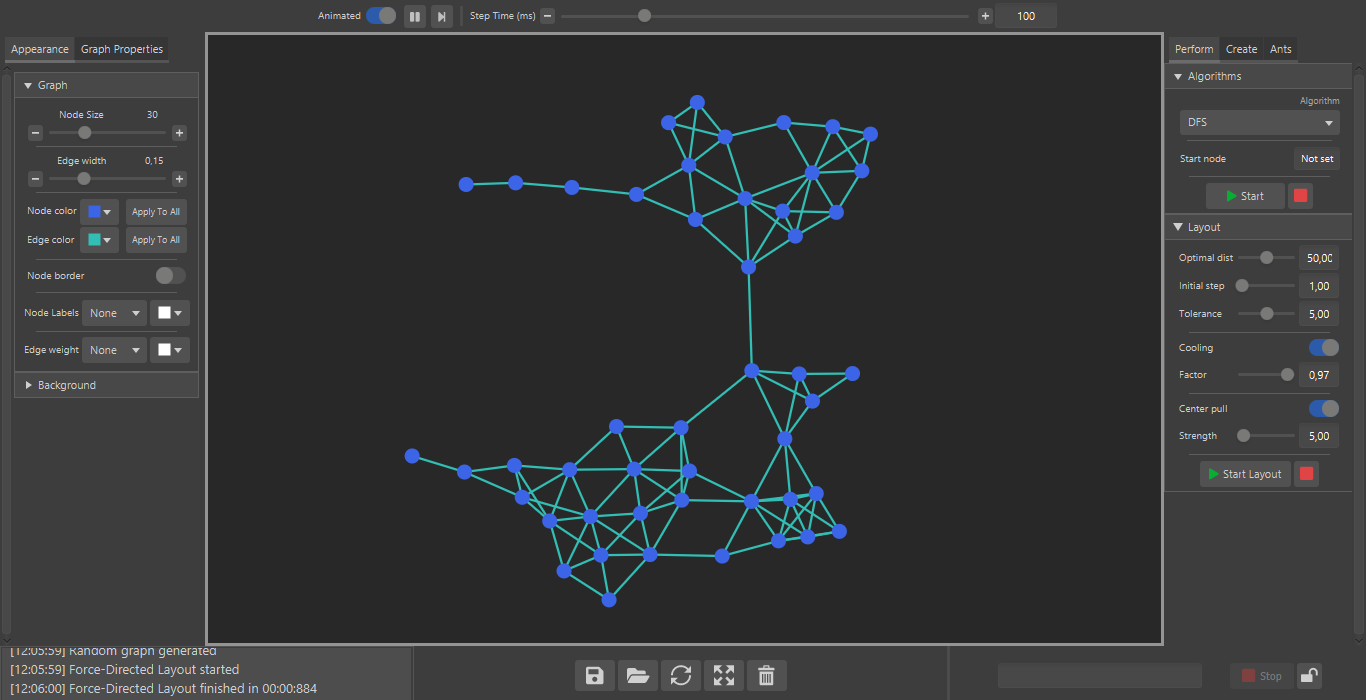 Animated
Step Time (ms)
100
Appearance
Graph Properties
Graph
Node Size 30
Edge width 0,15
Node color Apply To All
Edge color Apply To All
Node border
Node Labels None
Edge weight None
Background
Perform
Create
Ants
Algorithms
Algorithm
DFS
Start node Not set
Start
Layout
Optimal dist 50,00
Initial step 1,00
Tolerance 5,00
Cooling
Factor 0,97
Center pull
Strength 5,00
Start Layout
[12:05:59] Random graph generated
[12:05:59] Force-Directed Layout started
[12:06:00] Force-Directed Layout finished in 00:00:884
Stop